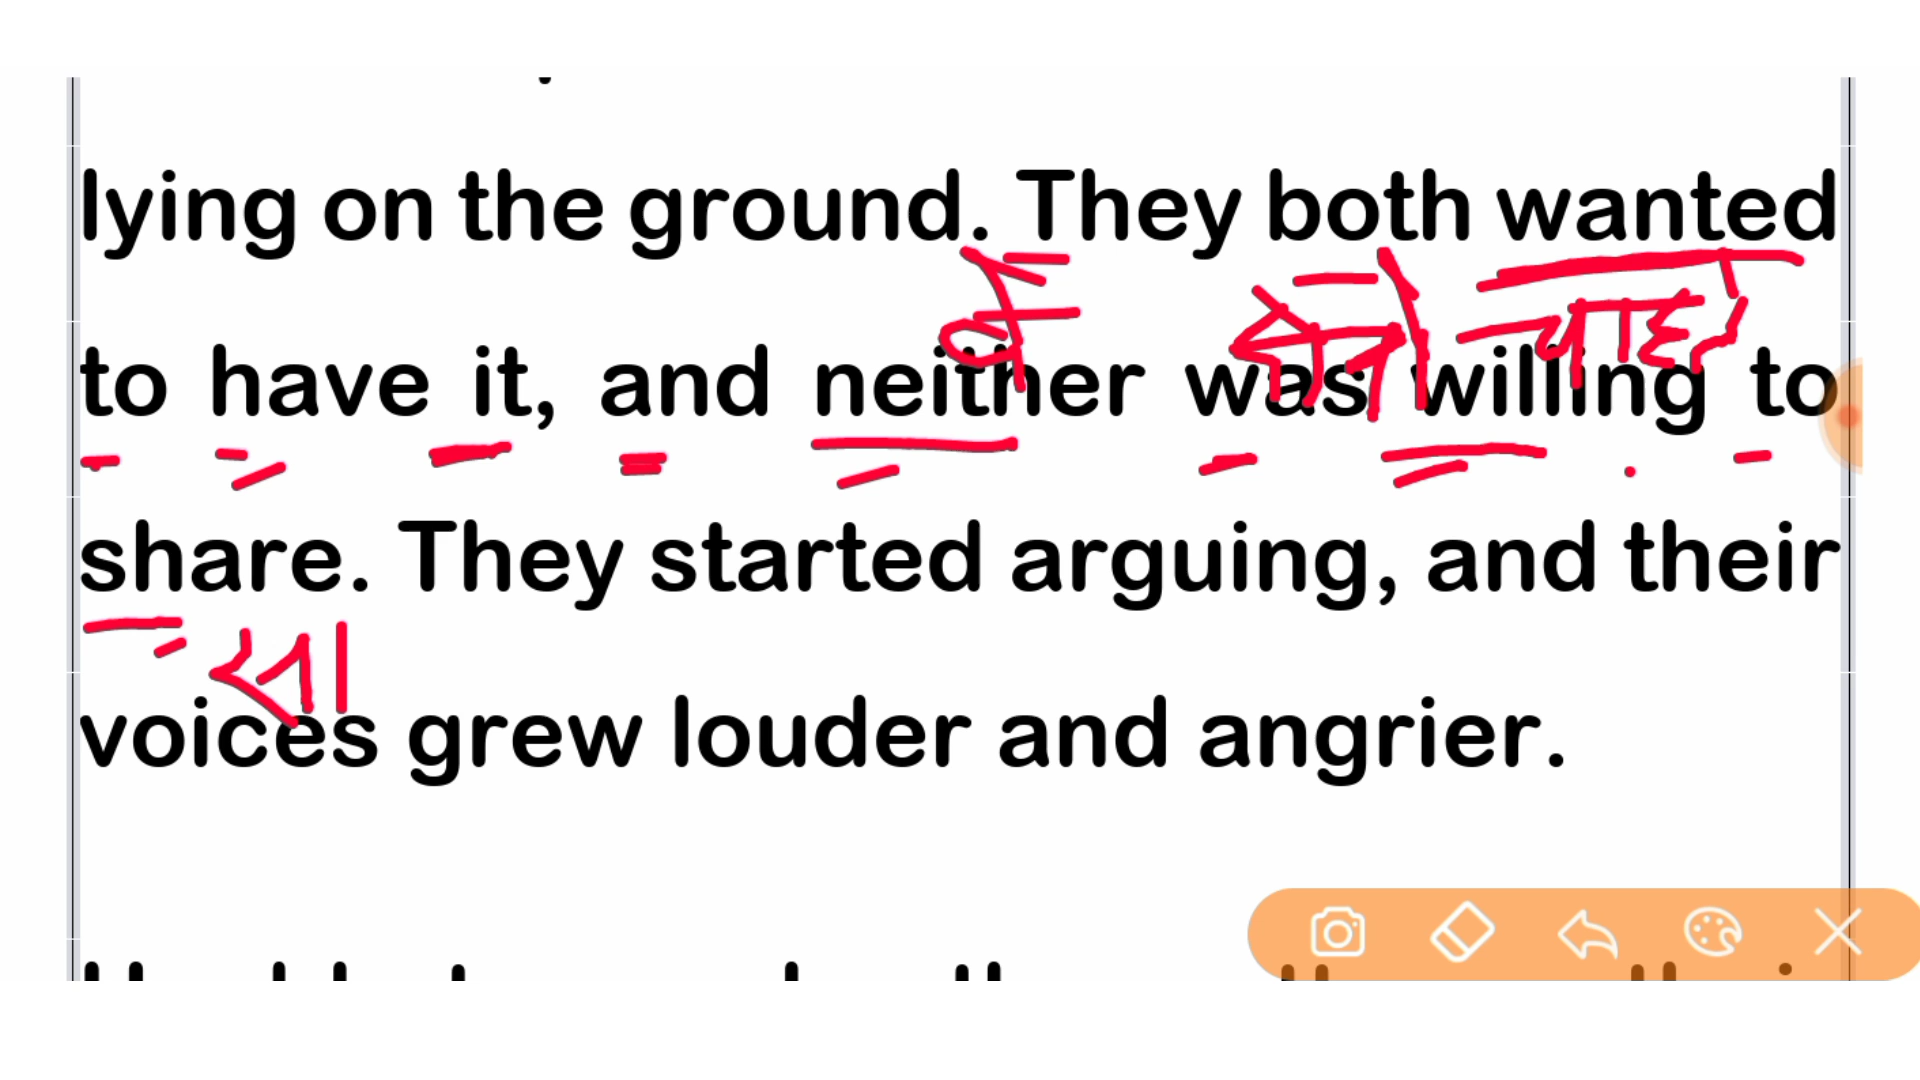 lying on the ground. They both wanted
to have it, and neither was willing to
share. They started arguing, and their
voices grew louder and angrier.